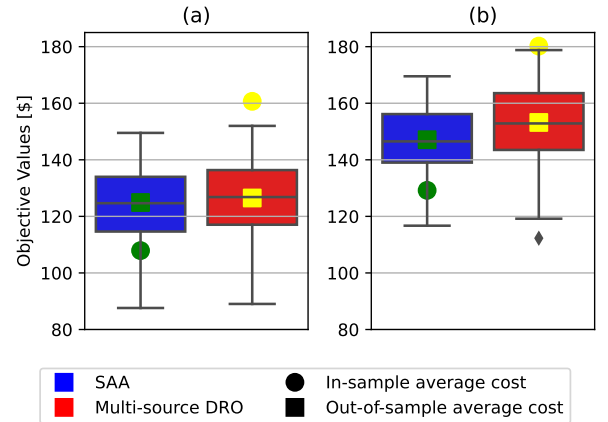 (a)
(b)
180
160
140
120
100
80
180
160
140
120
100
80
Objective Values [$]
SAA
Multi-source DRO
In-sample average cost
Out-of-sample average cost